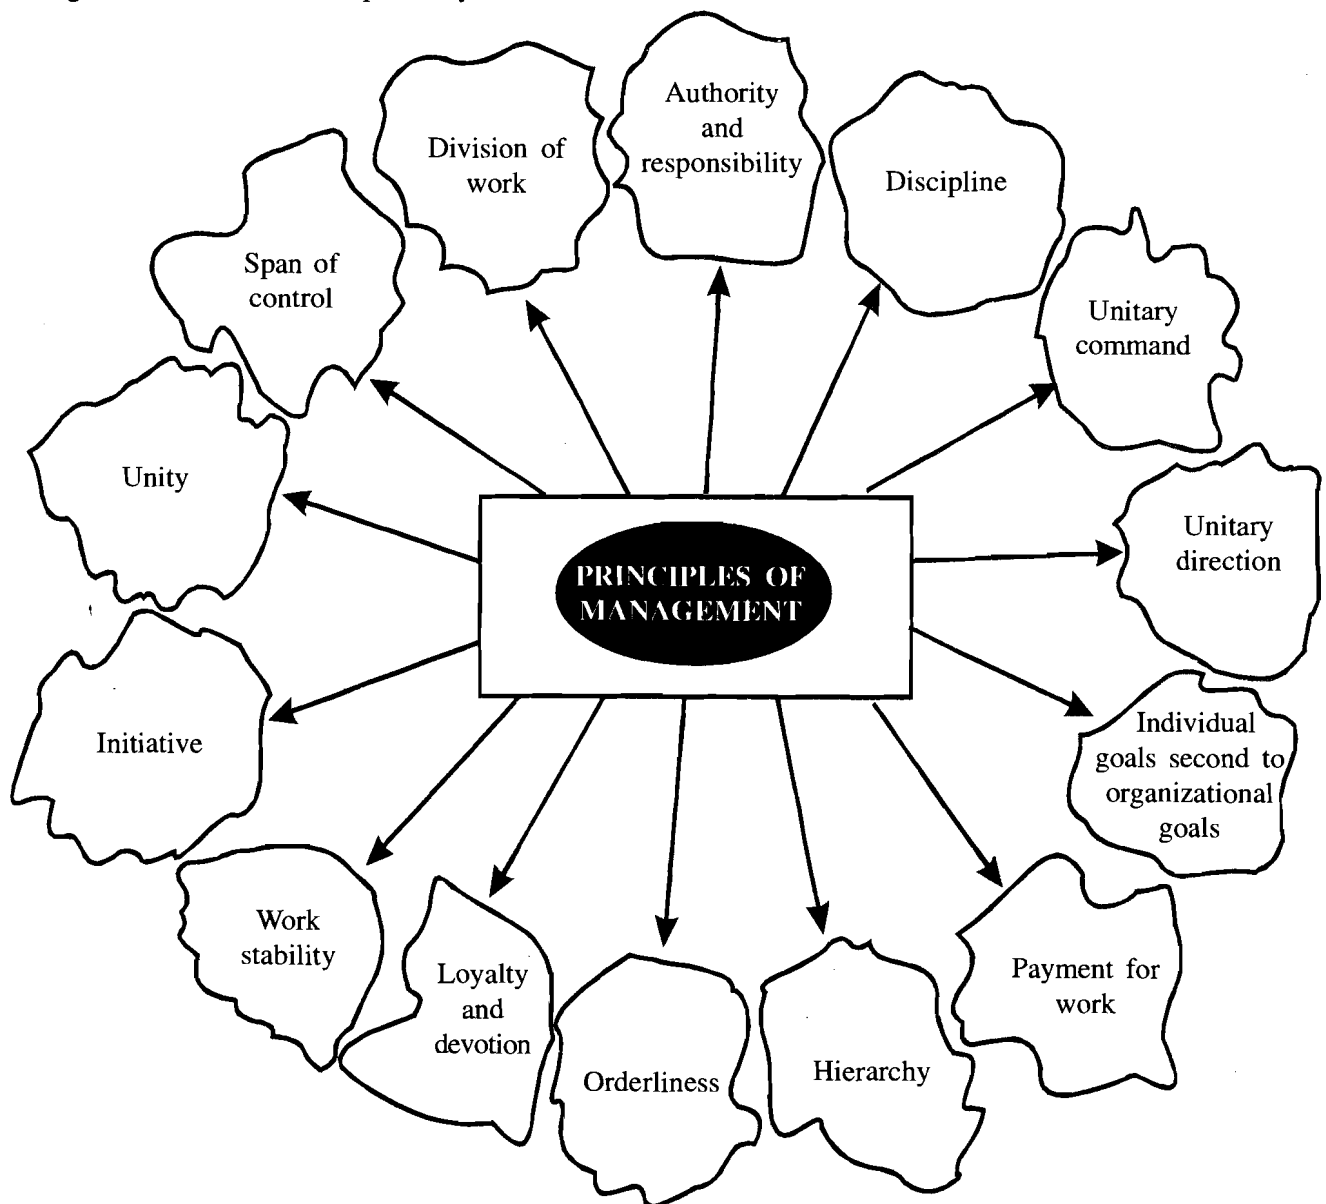 Authority
and
responsibility
Division of
work
Discipline
Span of
control
Unitary
command
Unity
Unitary
direction
PRINCIPLES OF
MANAGEMENT
Initiative
Individual
goals second to
organizational
goals
Work
stability
Loyalty
and
devotion
Orderliness
Hierarchy
Payment for
work